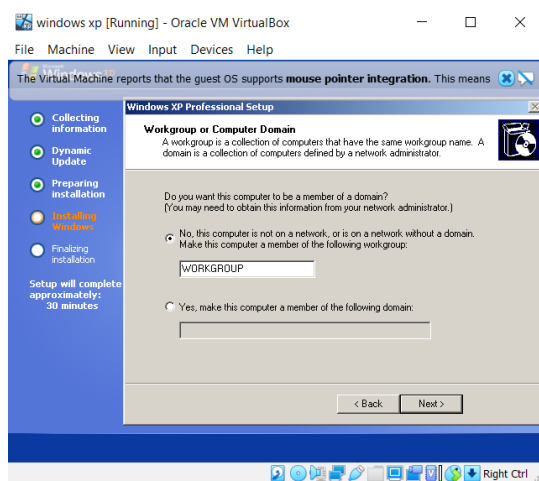 windows xp [Running] - Oracle VM VirtualBox
File Machine View Input Devices Help
The Virtual Machine reports that the guest OS supports mouse pointer integration. This means
Collecting
information
Dynamic
Update
Preparing
installation
Installing
Windows
Finalizing
installation
Setup will complete
approximately:
30 minutes
Windows XP Professional Setup
Workgroup or Computer Domain
A workgroup is a collection of computers that have the same workgroup name. A
domain is a collection of computers defined by a network administrator.
Do you want this computer to be a member of a domain?
(You may need to obtain this information from your network administrator.)
No, this computer is not on a network, or is on a network without a domain.
Make this computer a member of the following workgroup:
WORKGROUP
Yes, make this computer a member of the following domain:
< Back Next >
Right Ctrl